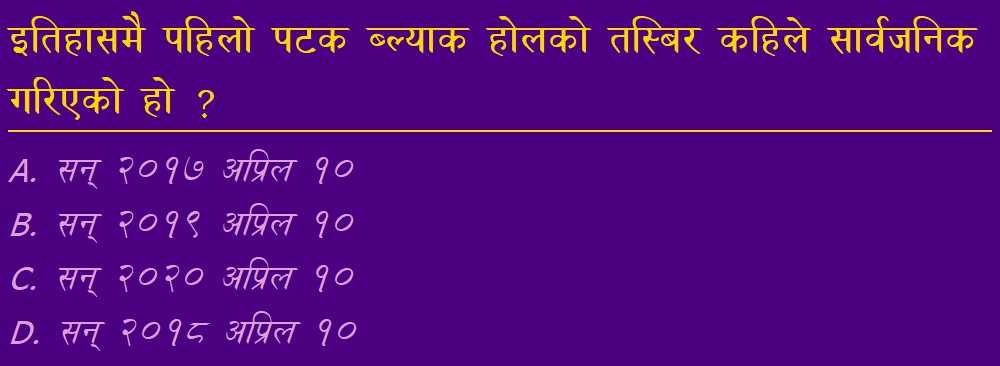 इतिहासमै पहिलो पटक ब्ल्याक होलको तस्बिर कहिले सार्वजनिक
गरिएको हो ?
A. सन् २०१७ अप्रिल १०
B. सन् २०१९ अप्रिल १०
C. सन् २०२० अप्रिल १०
D. सन् २०१८ अप्रिल १०